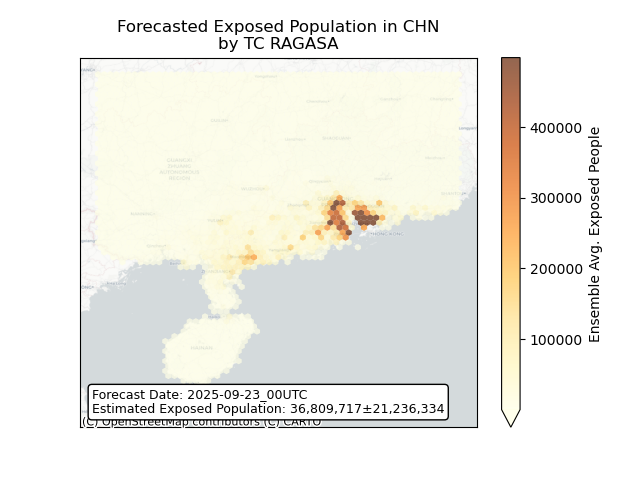 Forecasted Exposed Population in CHN
by TC RAGASA
400000
300000
200000
100000
Ensemble Avg. Exposed People
Forecast Date: 2025-09-23_00UTC
Estimated Exposed Population: 36,809,717±21,236,334
(C) OpenStreetMap contributors (C) CARTO